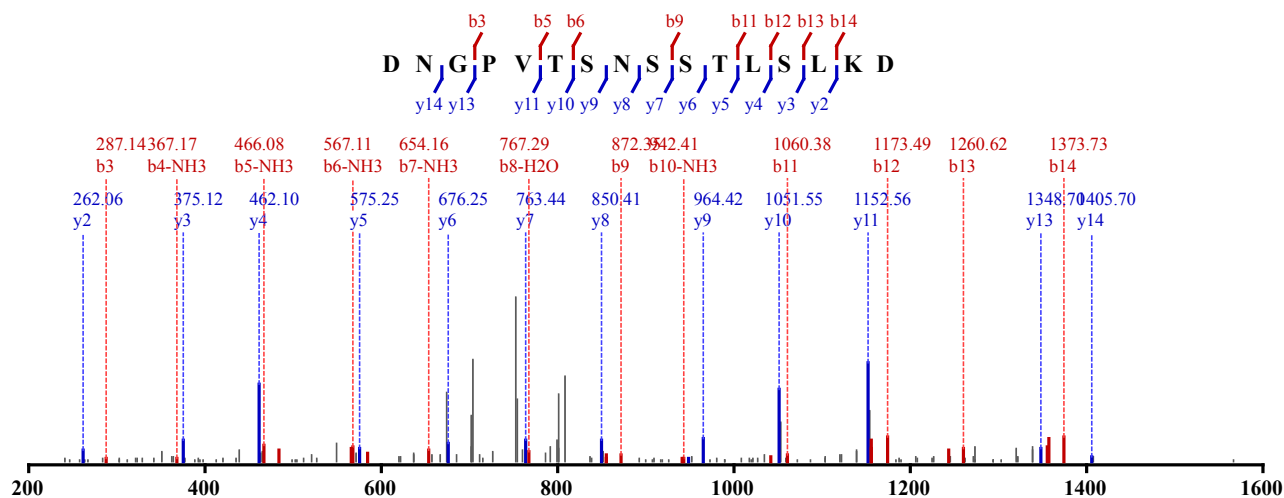 b3 b5 b6 b9 b11 b12 b13 b14
D N G P V T S N S S T L S L K D
y14 y13 y11 y10 y9 y8 y7 y6 y5 y4 y3 y2
287.14 367.17 466.08 567.11 654.16 767.29 872.35 942.41 1060.38 1173.49 1260.62 1373.73
b3 b4-NH3 b5-NH3 b6-NH3 b7-NH3 b8-H2O b9 b10-NH3 b11 b12 b13 b14
262.06 375.12 462.10 575.25 676.25 763.44 850.41 964.42 1051.55 1152.56 1348.70 1405.70
y2 y3 y4 y5 y6 y7 y8 y9 y10 y11 y13 y14
200 400 600 800 1000 1200 1400 1600